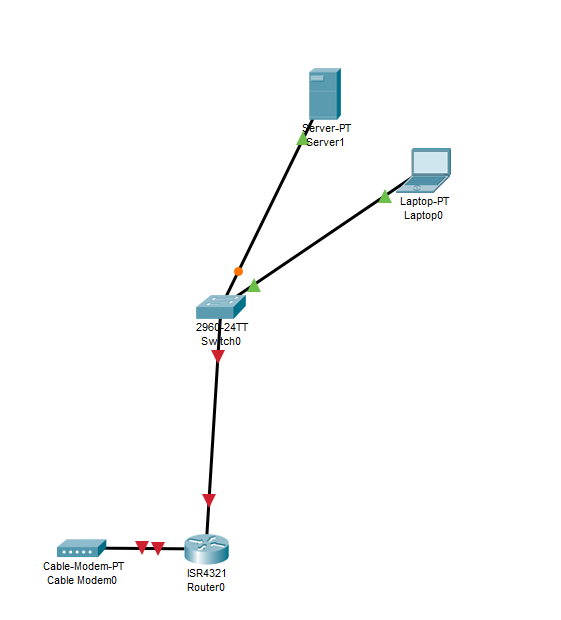 Server-PT
Server1
Laptop-PT
Laptop0
2960-24TT
Switch0
Cable-Modem-PT
Cable Modem0
ISR4321
Router0